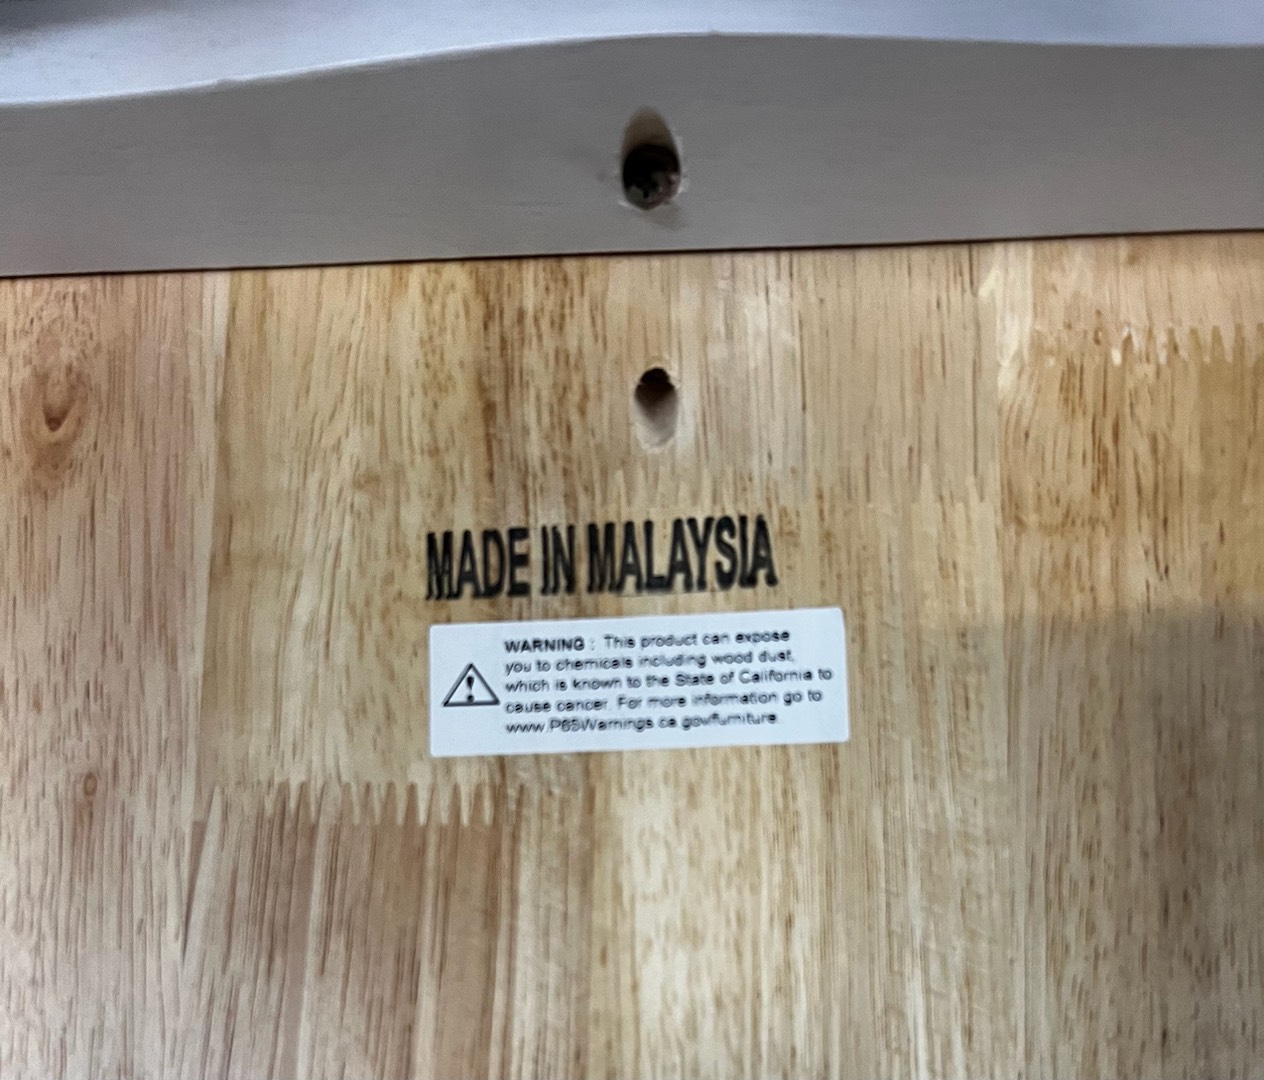 MADE IN MALAYSIA
WARNING : This product can expose
you to chemicals including wood dust,
which is known to the State of California to
cause cancer. For more information go to
www.P65Warnings.ca.gov/furniture.